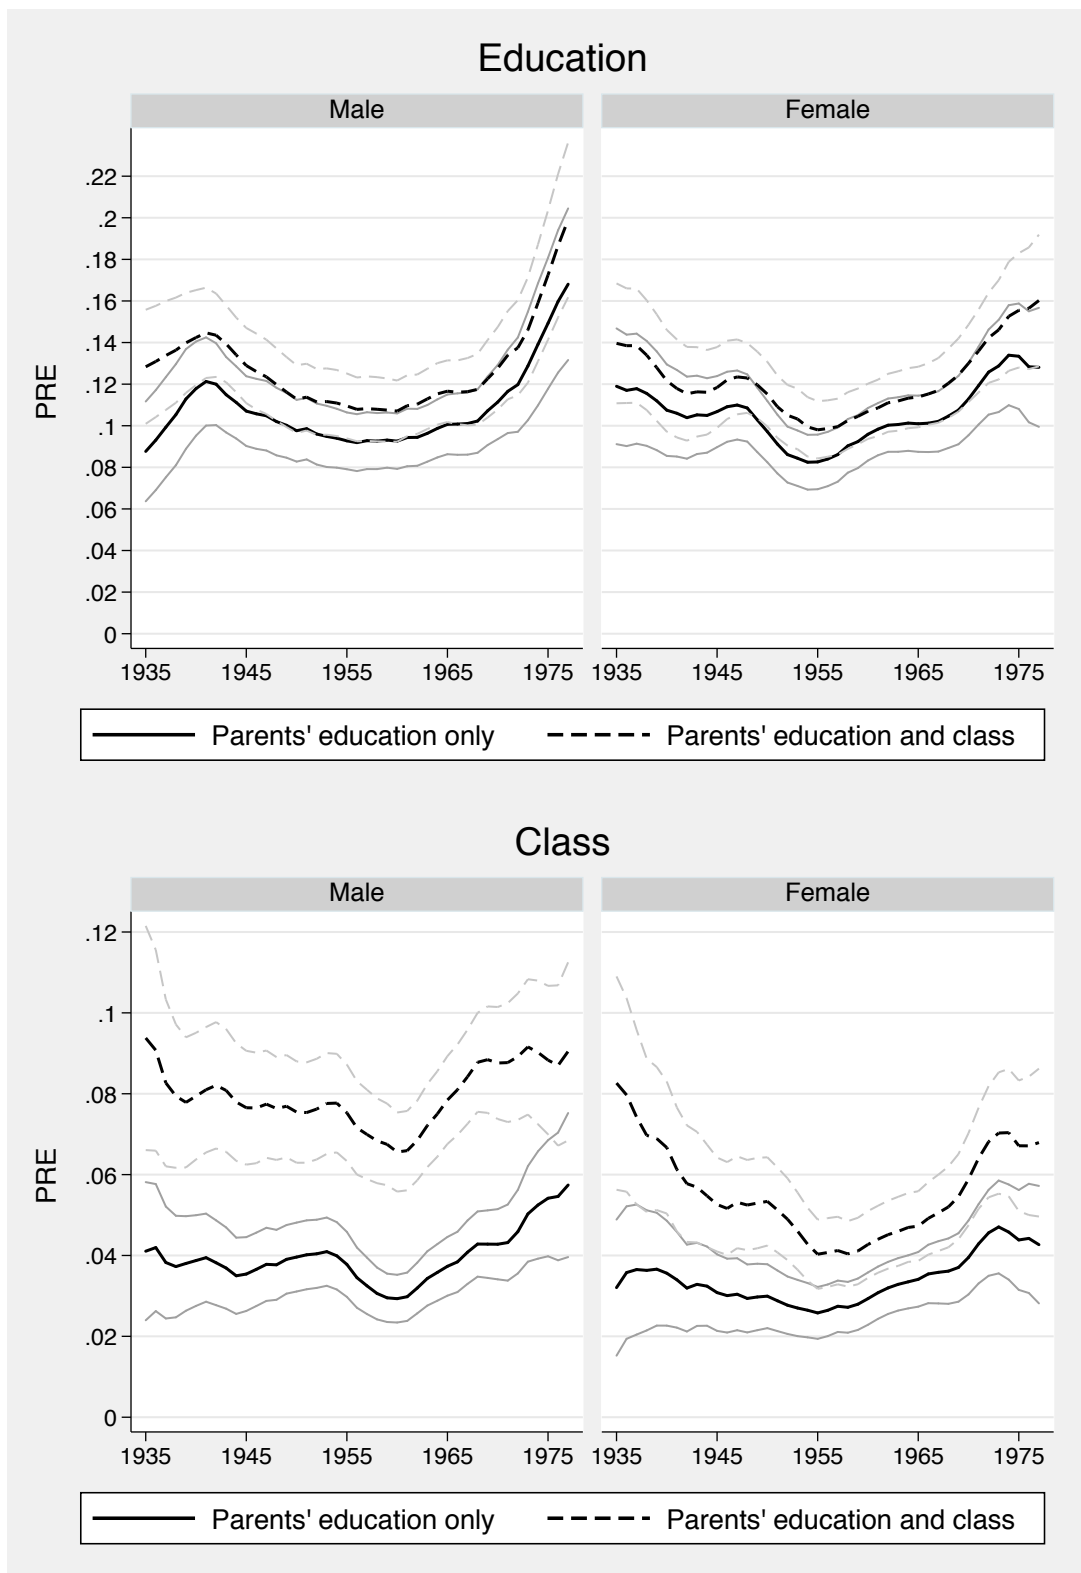 Education
Male Female
PRE
.22
.2
.18
.16
.14
.12
.1
.08
.06
.04
.02
0
1935 1945 1955 1965 1975 1935 1945 1955 1965 1975
Parents' education only Parents' education and class
Class
Male Female
PRE
.12
.1
.08
.06
.04
.02
0
1935 1945 1955 1965 1975 1935 1945 1955 1965 1975
Parents' education only Parents' education and class